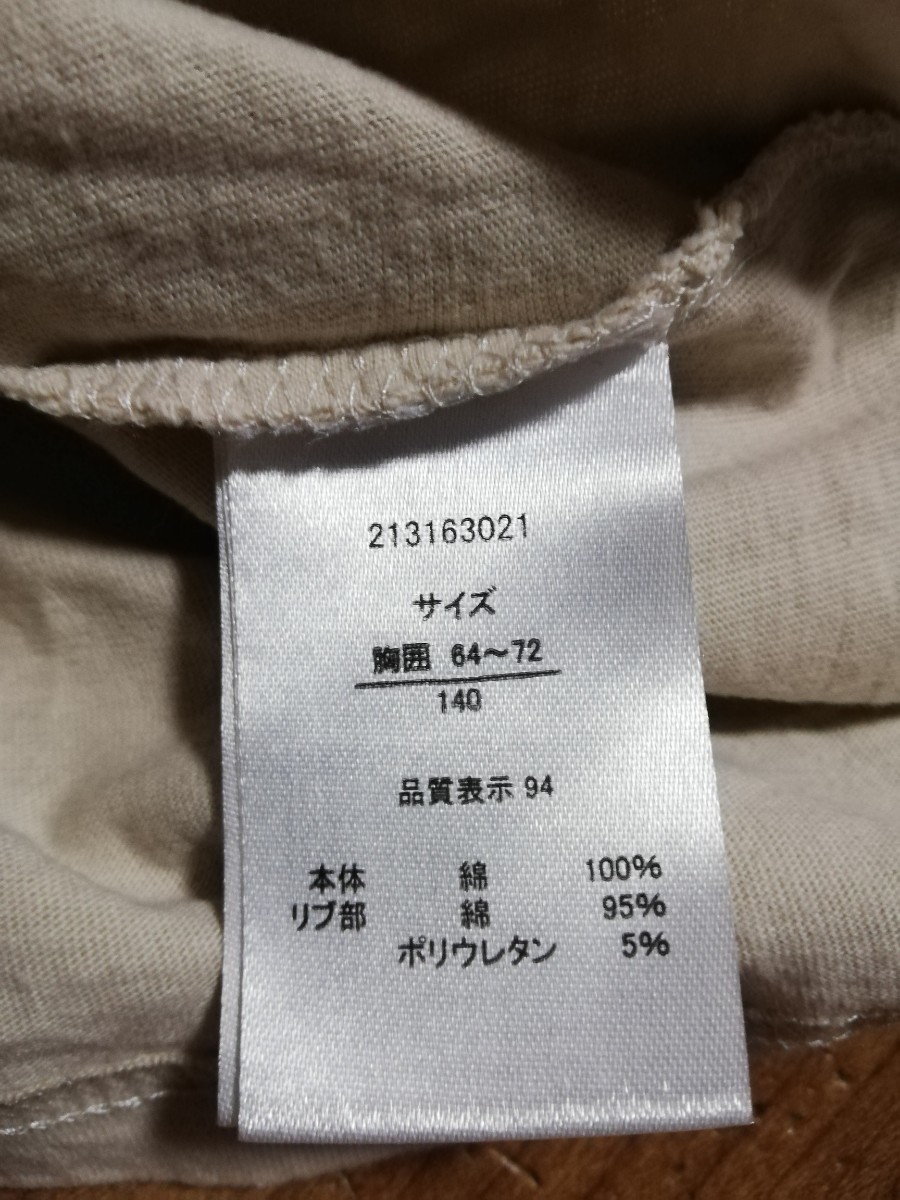 213163021
サイズ
胸囲 64～72
140
品質表示 94
本体 綿 100%
リブ部 綿 95%
ポリウレタン 5%